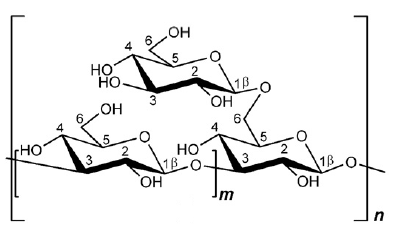 6 OH
4 5 O
HO 2 1β O
HO 3 OH
6 OH 6
4 5 O 4 5 O
HO 2 1β O HO 2 1β O
3 OH 3 OH
m n